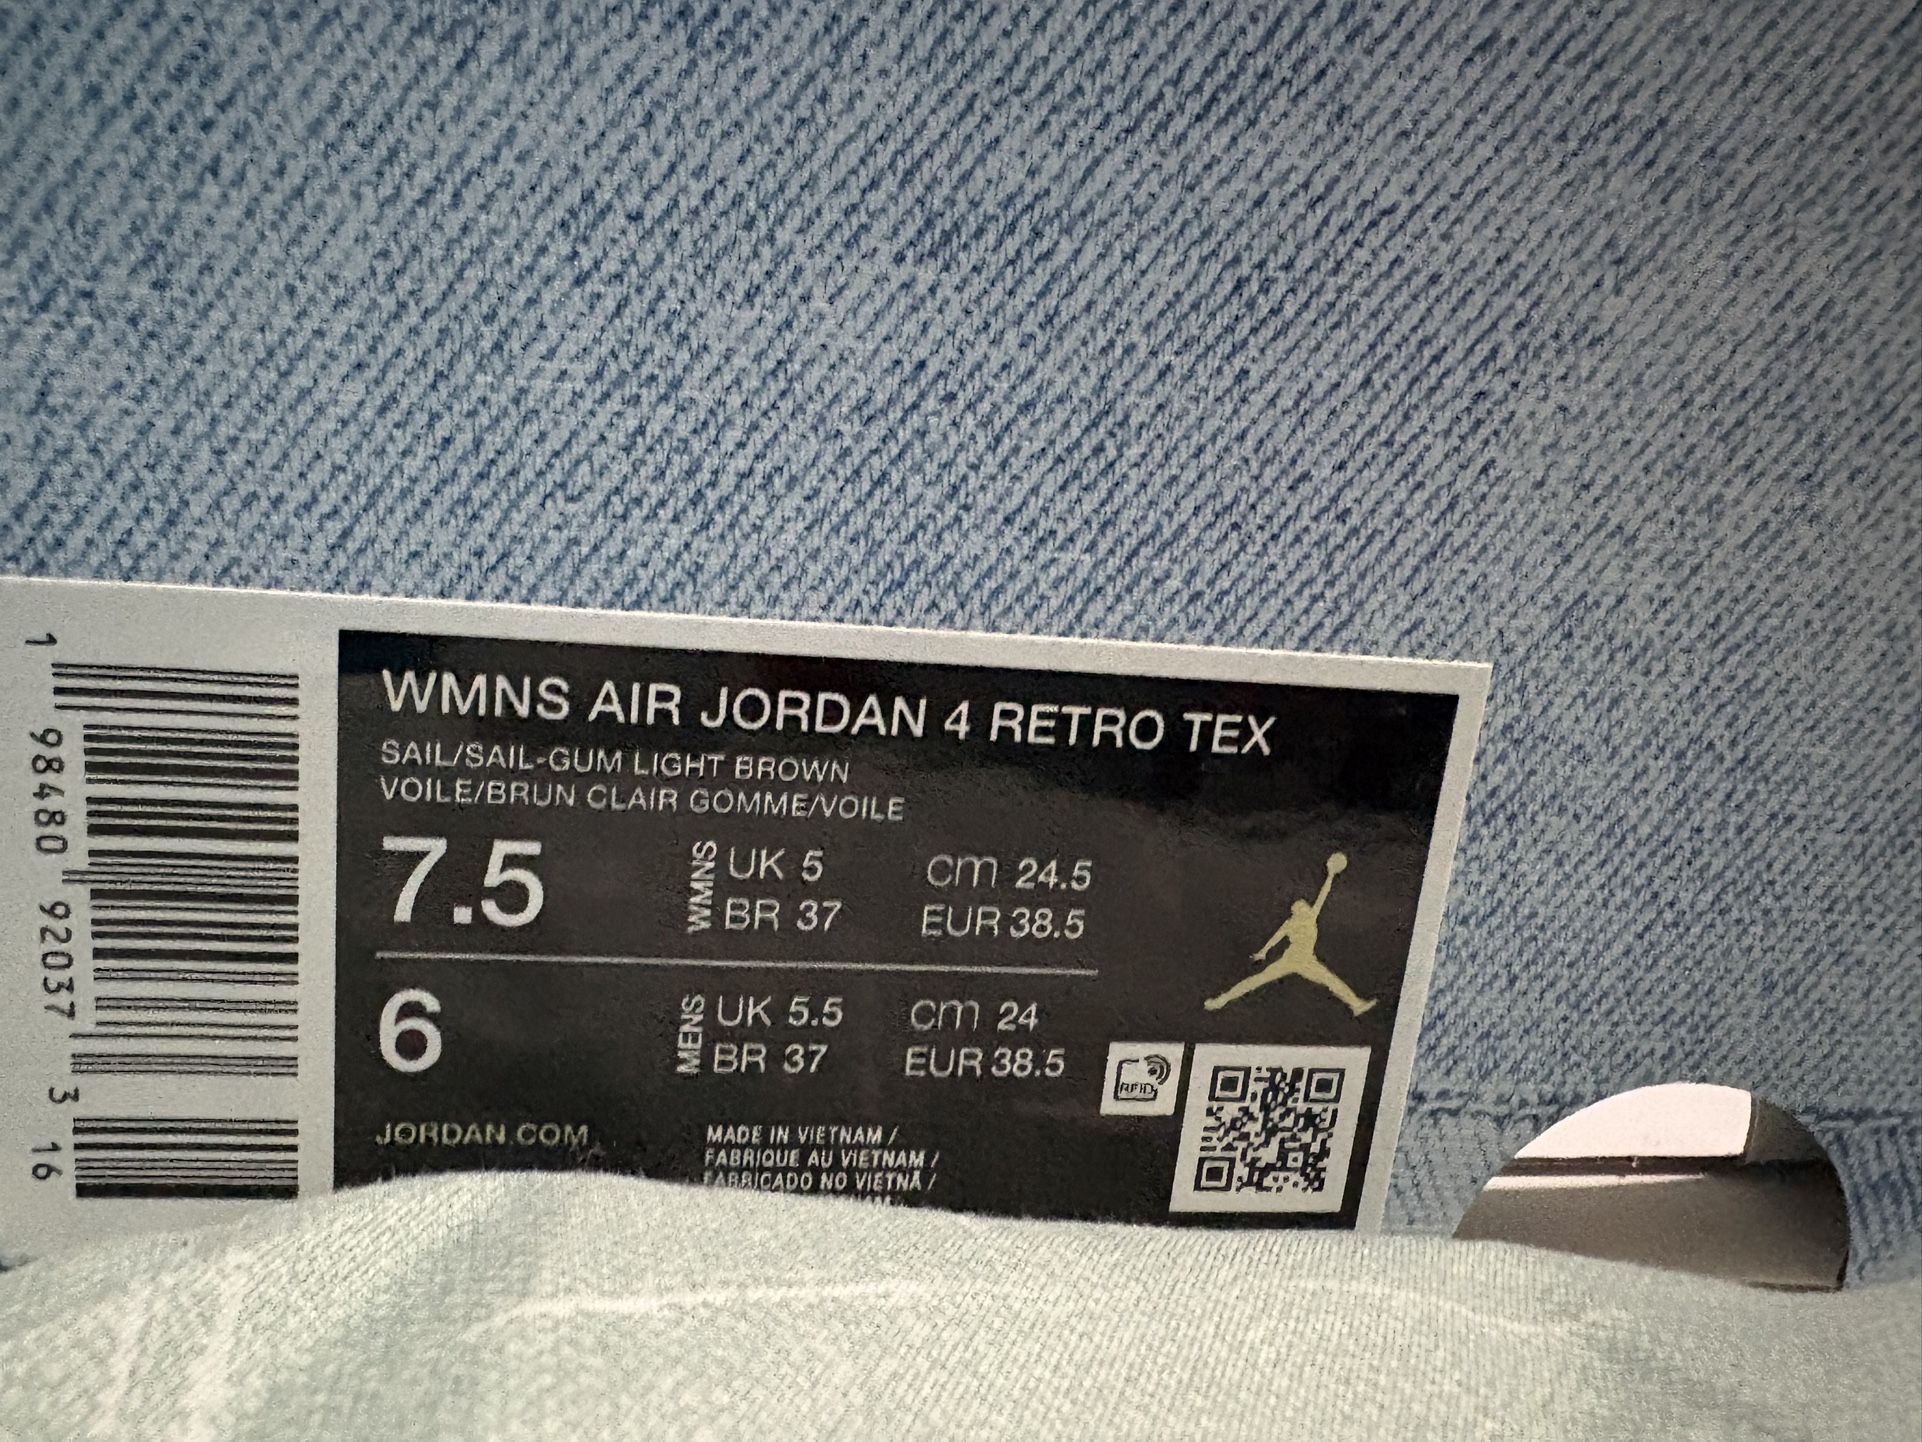 WMNS AIR JORDAN 4 RETRO TEX
SAIL/SAIL-GUM LIGHT BROWN
VOILE/BRUN CLAIR GOMME/VOILE
7.5 WMNS UK 5 cm 24.5
BR 37 EUR 38.5
6 MENS UK 5.5 cm 24
BR 37 EUR 38.5
RFID
JORDAN.COM
MADE IN VIETNAM /
FABRIQUE AU VIETNAM /
FABRICADO NO VIETNÃ /
1 98480 92037 3 16